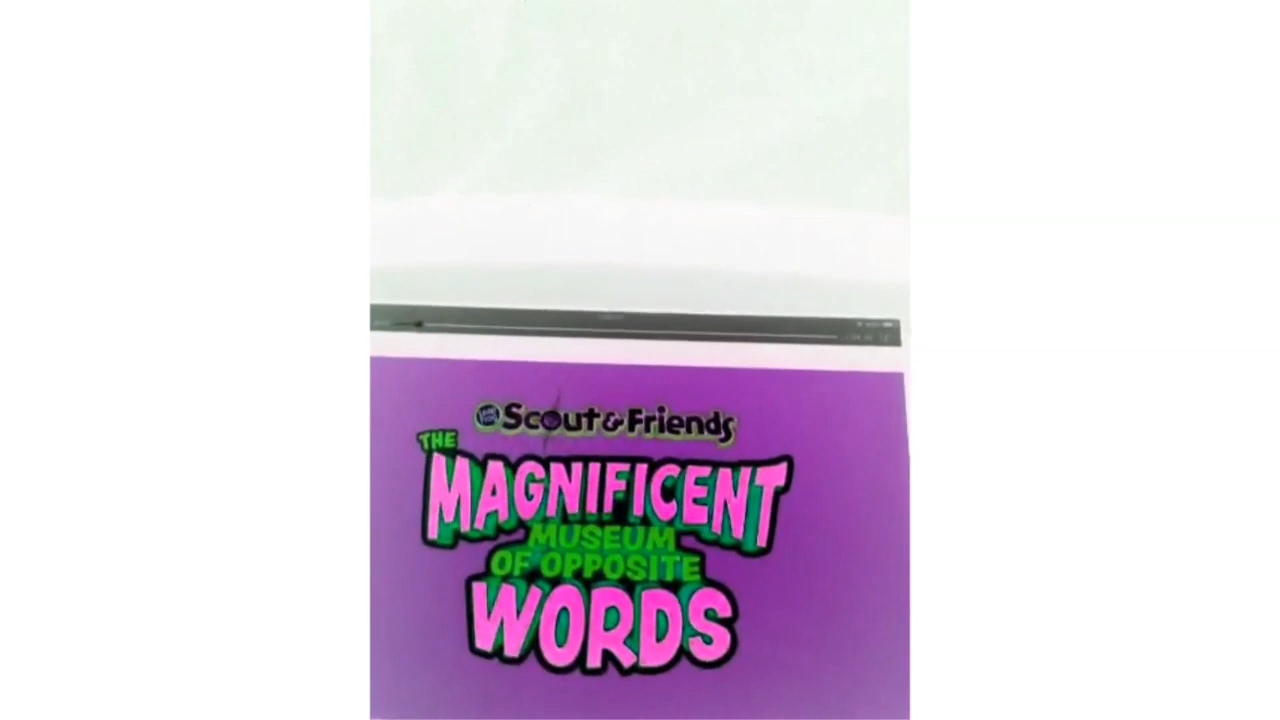 Scout & Friends
THE
MAGNIFICENT
MUSEUM
OF OPPOSITE
WORDS